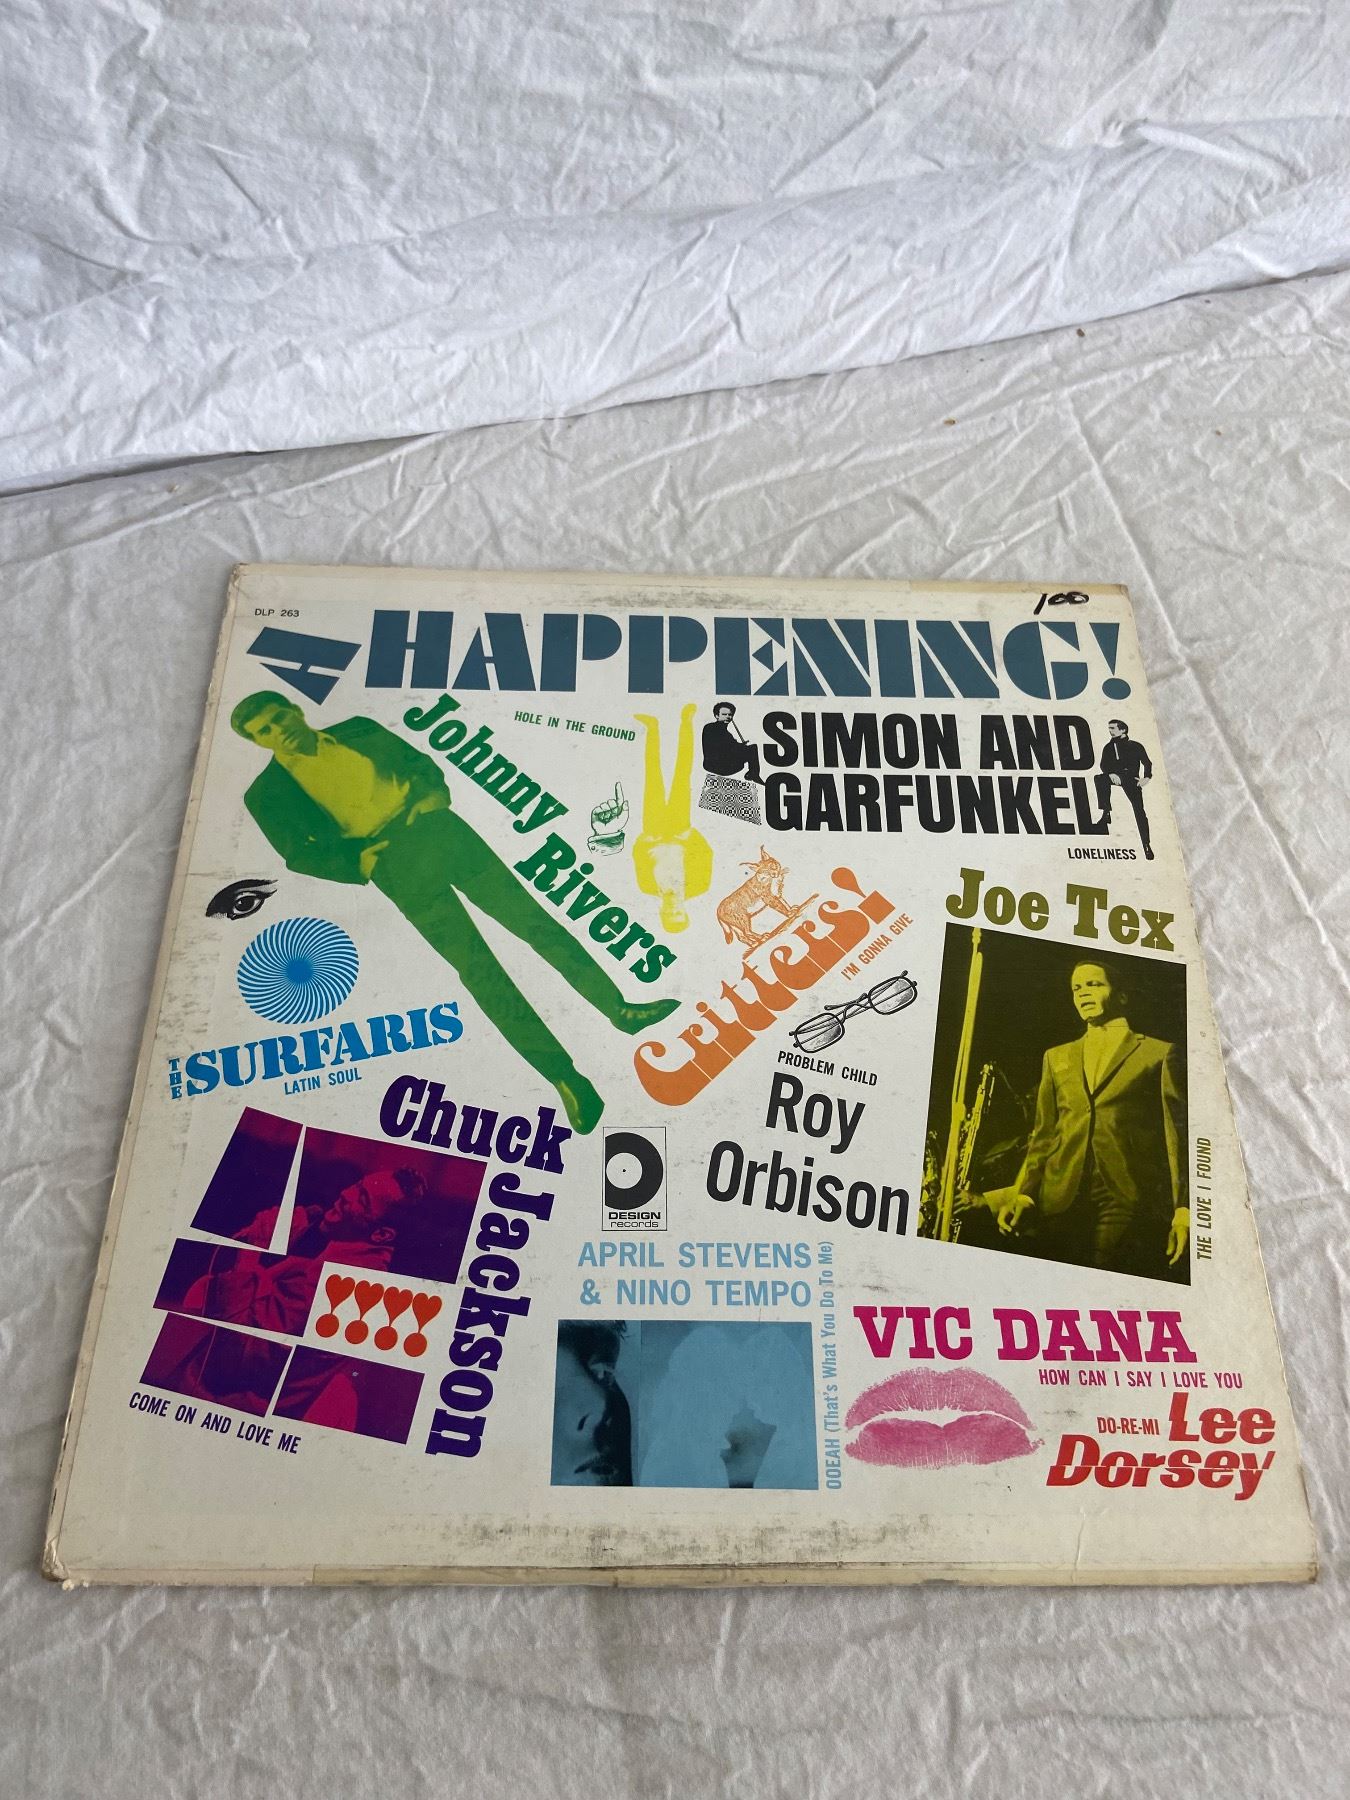 DLP 263
100
A HAPPENING!
Johnny Rivers
HOLE IN THE GROUND
SIMON AND
GARFUNKEL
LONELINESS
Critters!
I'M GONNA GIVE
Joe Tex
THE LOVE I FOUND
THE SURFARIS
LATIN SOUL
PROBLEM CHILD
Roy
Orbison
Chuck Jackson
COME ON AND LOVE ME
DESIGN
records
APRIL STEVENS
& NINO TEMPO
OOEAH (That's What You Do To Me)
VIC DANA
HOW CAN I SAY I LOVE YOU
DO-RE-MI Lee
Dorsey